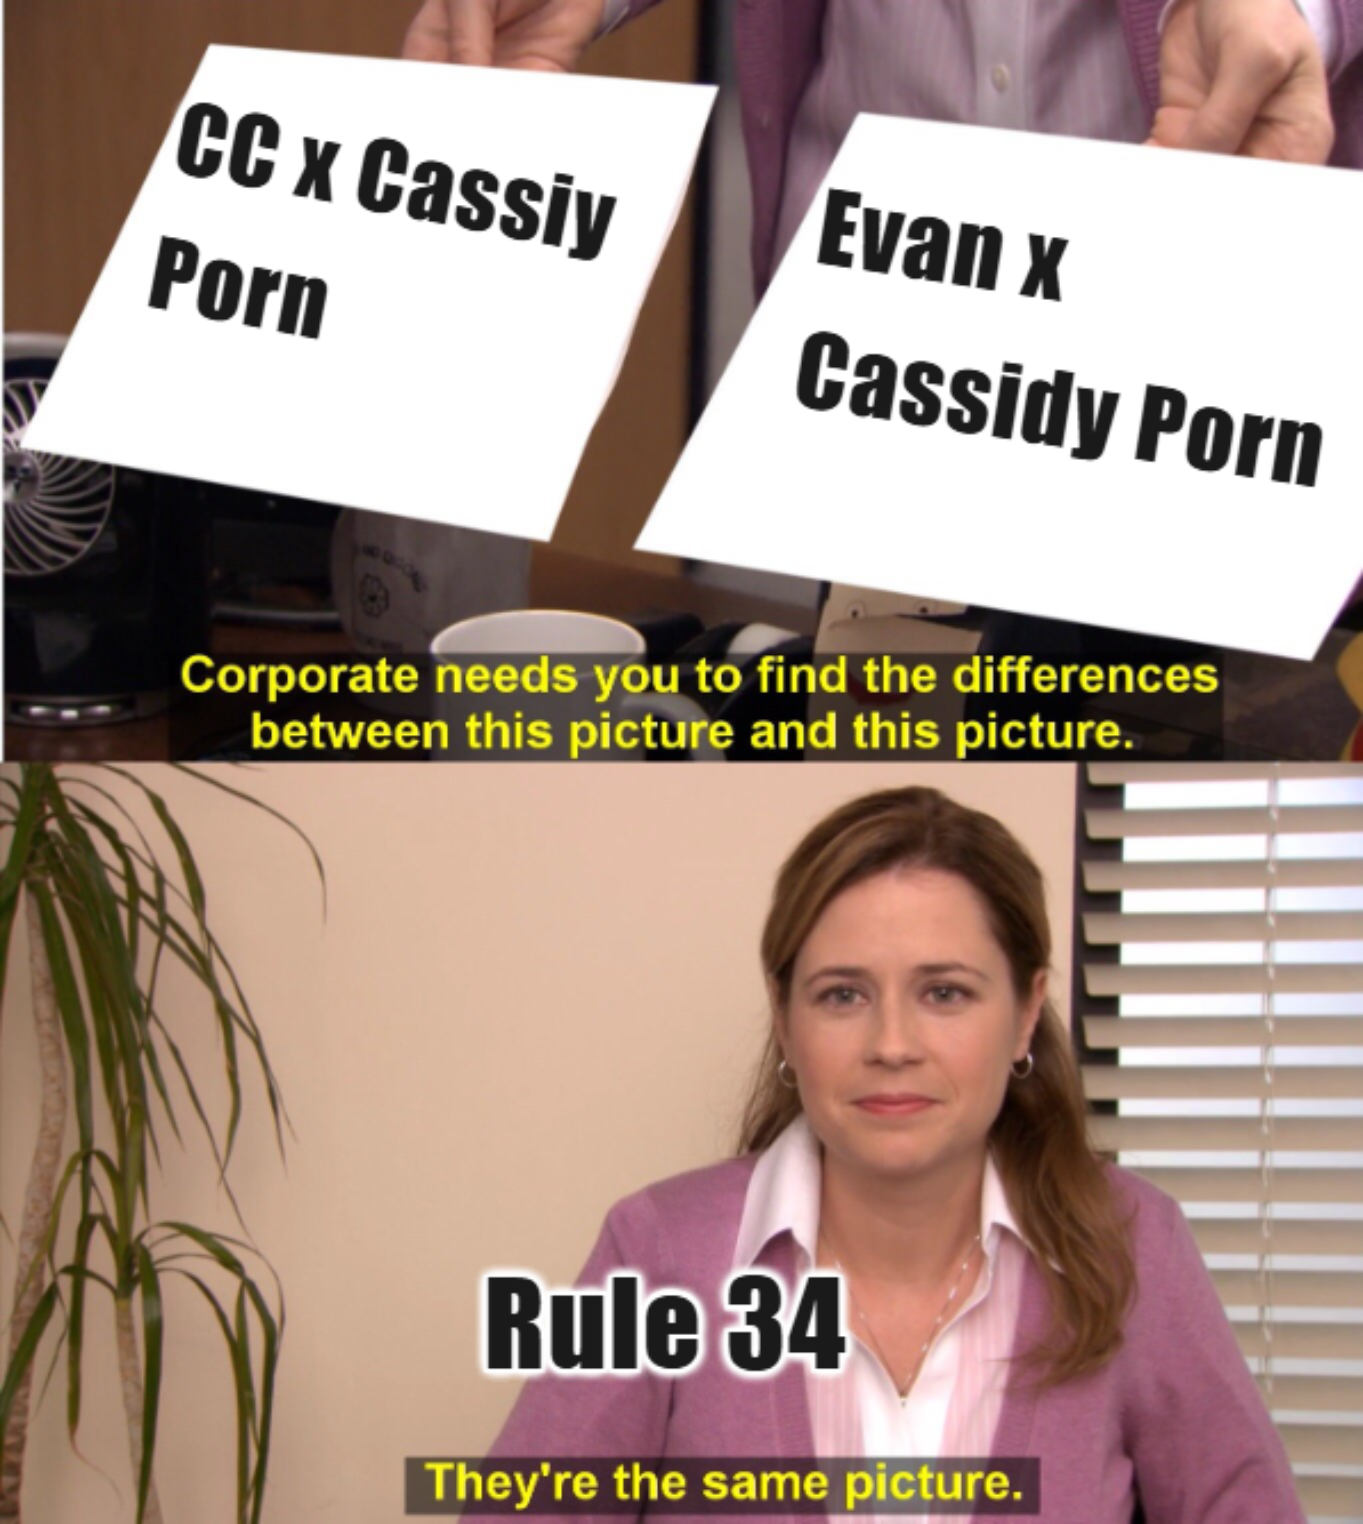 CC x Cassiy
Porn
Evan x
Cassidy Porn
Corporate needs you to find the differences
between this picture and this picture.
Rule 34
They're the same picture.